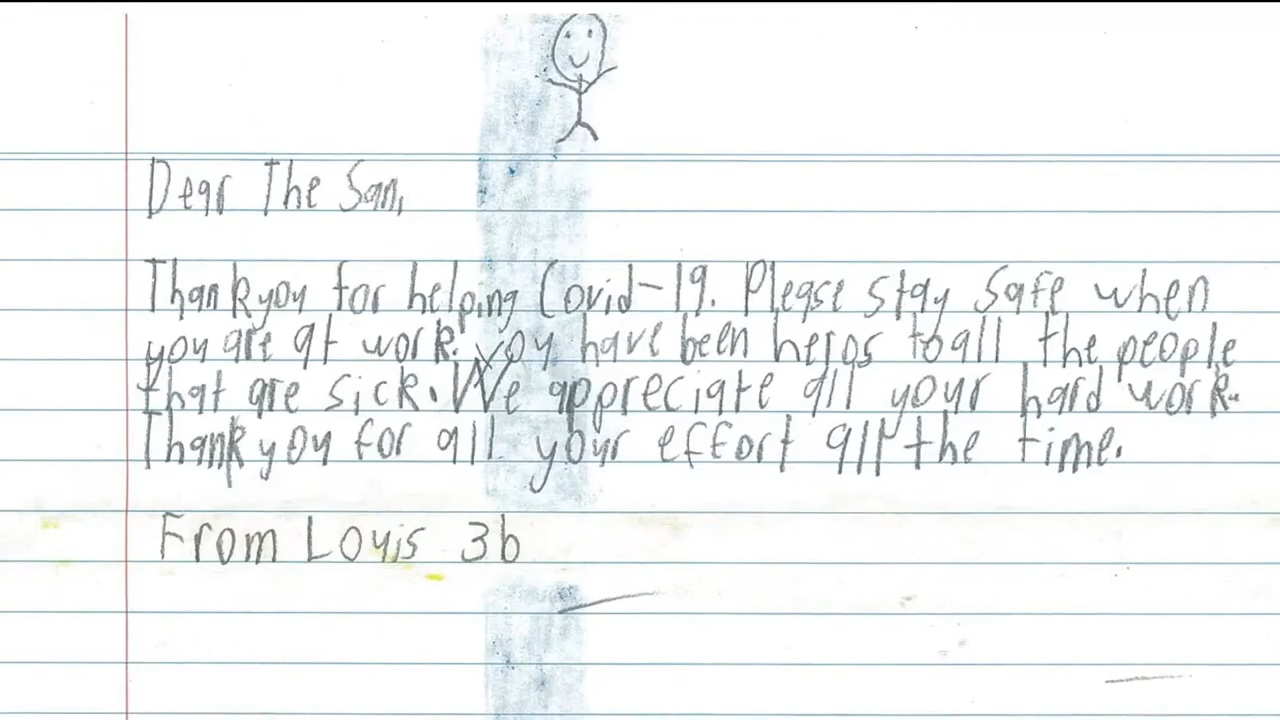 Dear The San,
Thank you for helping Covid-19. Please stay safe when
you are at work. You have been heros to all the people
that are sick. We appreciate all your hard work.
Thank you for all your effort all the time.
From Louis 3b